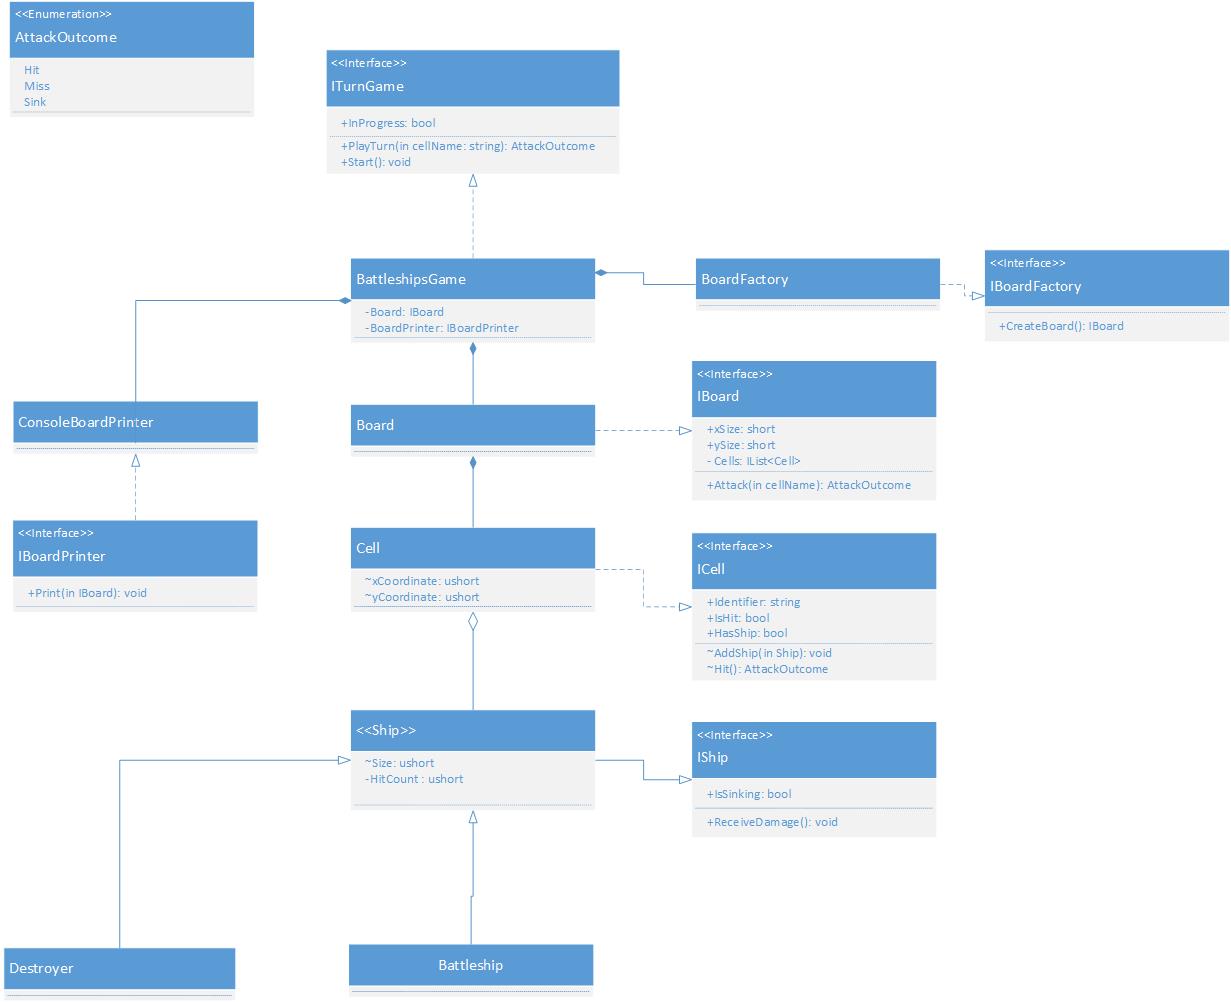 <<Enumeration>>
AttackOutcome
Hit
Miss
Sink
<<Interface>>
ITurnGame
+InProgress: bool
+PlayTurn(in cellName: string): AttackOutcome
+Start(): void
BattleshipsGame
-Board: IBoard
-BoardPrinter: IBoardPrinter
BoardFactory
<<Interface>>
IBoardFactory
+CreateBoard(): IBoard
ConsoleBoardPrinter
Board
<<Interface>>
IBoard
+xSize: short
+ySize: short
- Cells: IList<Cell>
+Attack(in cellName): AttackOutcome
<<Interface>>
IBoardPrinter
+Print(in IBoard): void
Cell
~xCoordinate: ushort
~yCoordinate: ushort
<<Interface>>
ICell
+Identifier: string
+IsHit: bool
+HasShip: bool
~AddShip(in Ship): void
~Hit(): AttackOutcome
<<Ship>>
~Size: ushort
-HitCount : ushort
<<Interface>>
IShip
+IsSinking: bool
+ReceiveDamage(): void
Destroyer
Battleship